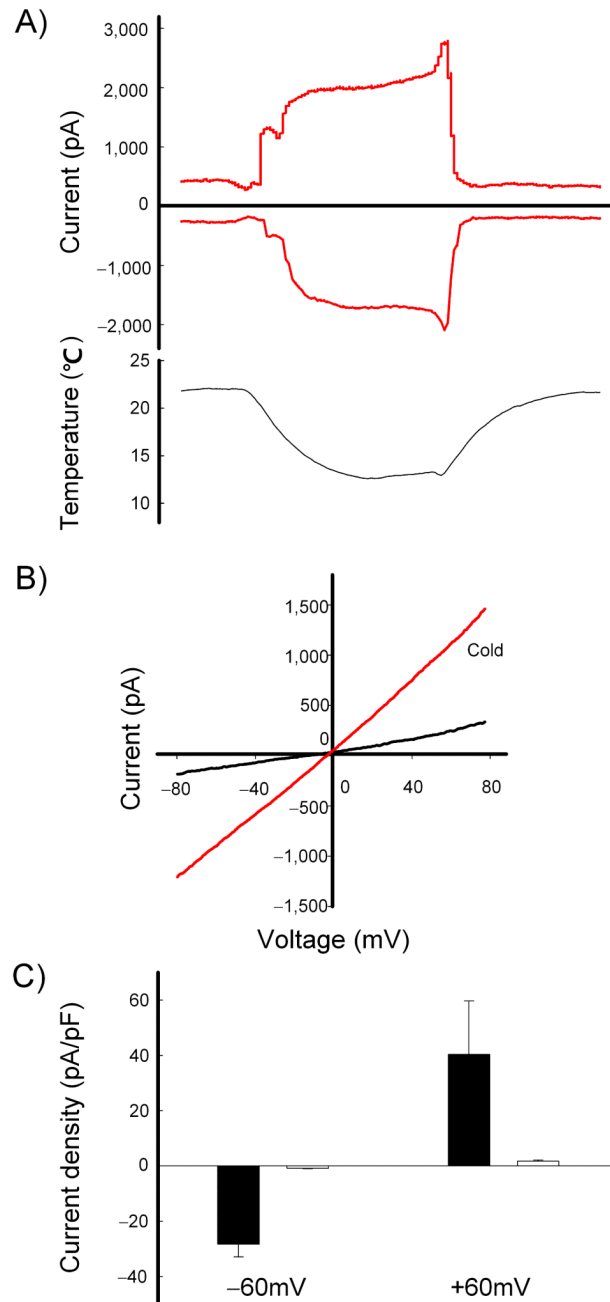 A)
Current (pA)
3,000
2,000
1,000
0
−1,000
−2,000
Temperature (℃)
25
20
15
10
B)
Current (pA)
1,500
1,000
500
0
−500
−1,000
−1,500
Cold
−80
−40
0
40
80
Voltage (mV)
C)
Current density (pA/pF)
60
40
20
0
−20
−40
−60mV
+60mV